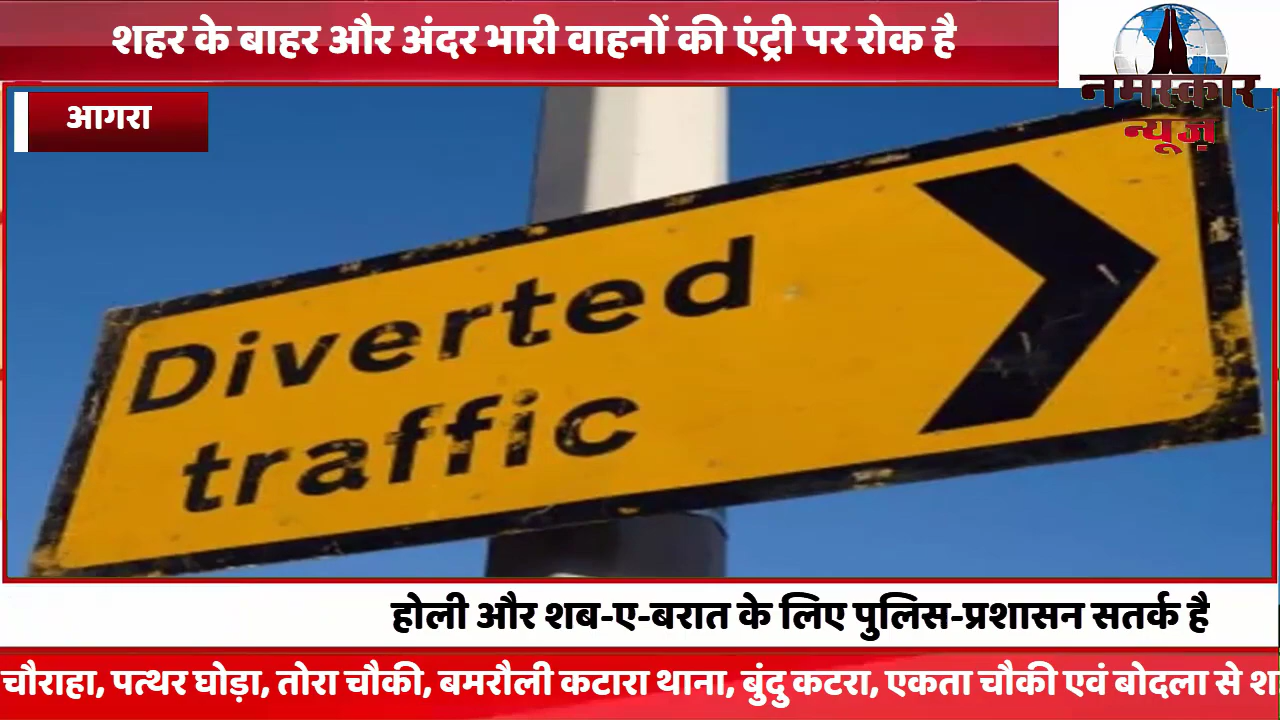 शहर के बाहर और अंदर भारी वाहनों की एंट्री पर रोक है
नमस्कार
न्यूज़
आगरा
Diverted
traffic
होली और शब-ए-बरात के लिए पुलिस-प्रशासन सतर्क है
चौराहा, पत्थर घोड़ा, तोरा चौकी, बमरौली कटारा थाना, बुंदु कटरा, एकता चौकी एवं बोदला से